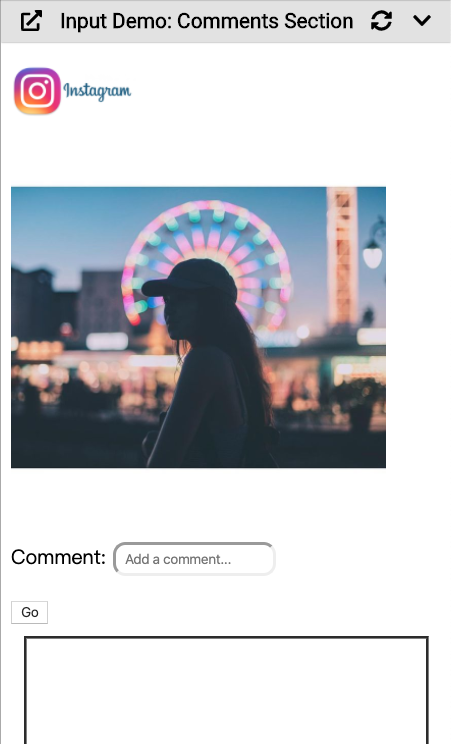 Input Demo: Comments Section
Instagram
Comment: Add a comment...
Go